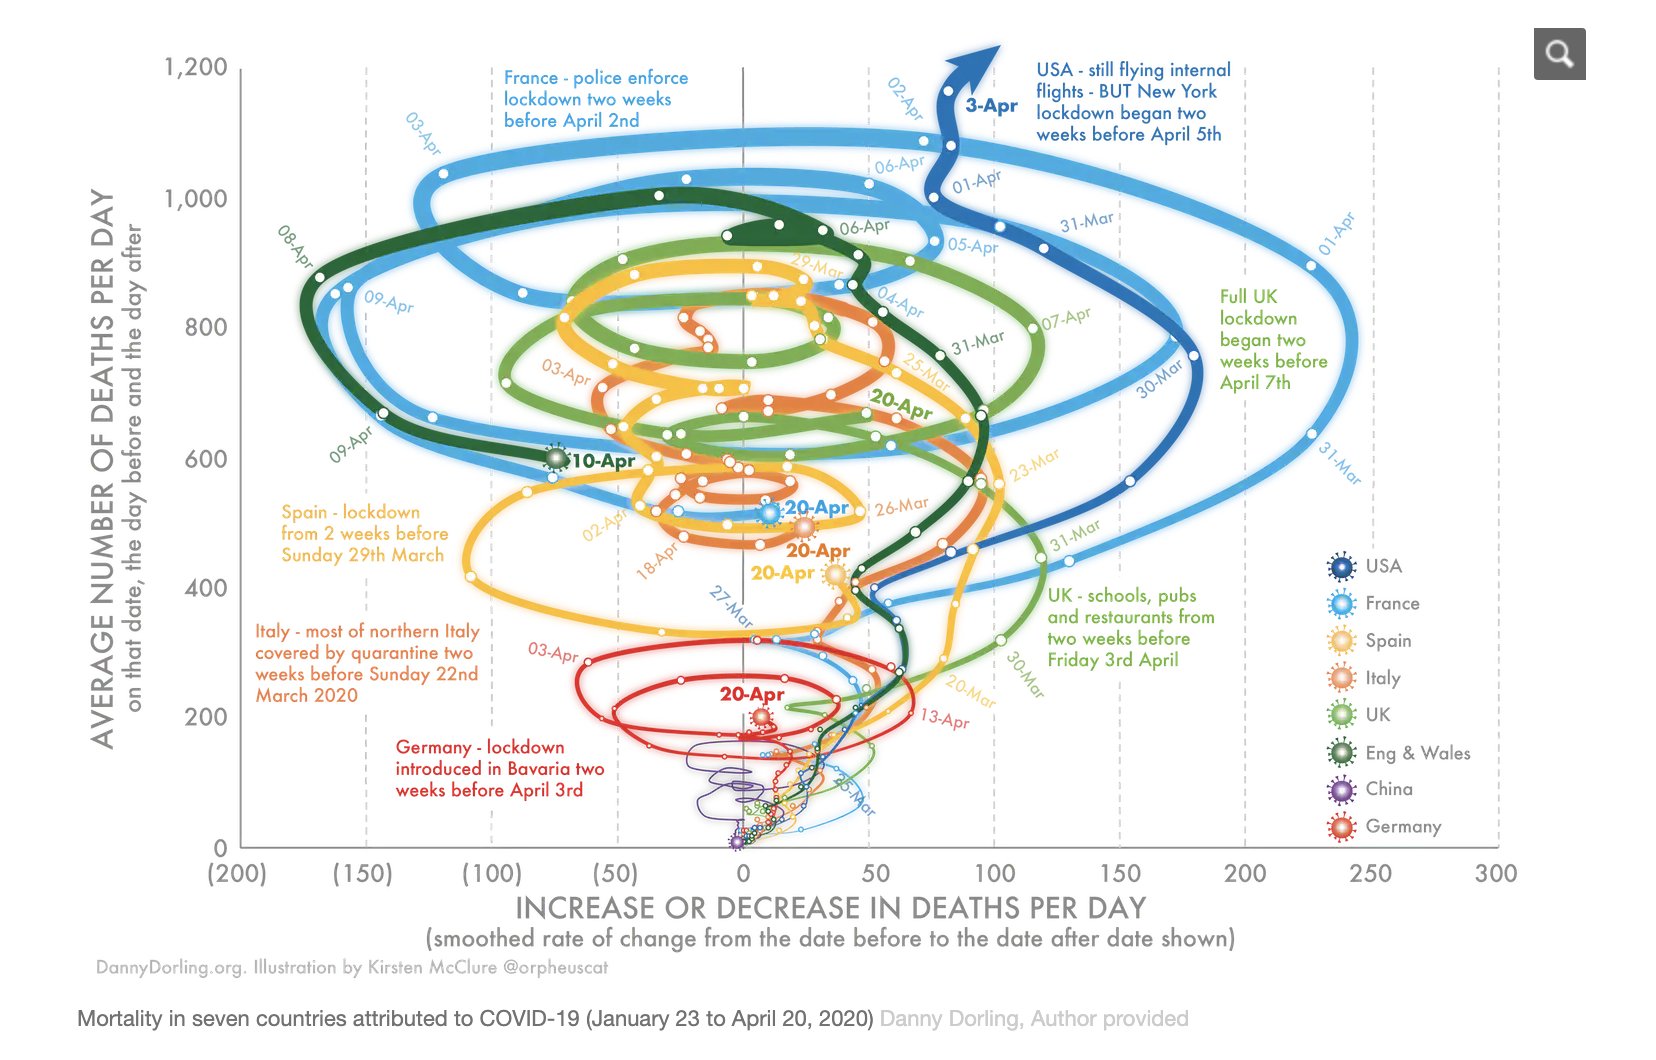 1,200
1,000
800
600
400
200
0
(200)
(150)
(100)
(50)
0
50
100
150
200
250
300
AVERAGE NUMBER OF DEATHS PER DAY
on that date, the day before and the day after
INCREASE OR DECREASE IN DEATHS PER DAY
(smoothed rate of change from the date before to the date after date shown)
France - police enforce
lockdown two weeks
before April 2nd
02-Apr
3-Apr
USA - still flying internal
flights - BUT New York
lockdown began two
weeks before April 5th
03-Apr
06-Apr
01-Apr
31-Mar
01-Apr
08-Apr
06-Apr
05-Apr
29-Mar
09-Apr
04-Apr
07-Apr
Full UK
lockdown
began two
weeks before
April 7th
31-Mar
03-Apr
25-Mar
30-Mar
20-Apr
09-Apr
10-Apr
23-Mar
31-Mar
Spain - lockdown
from 2 weeks before
Sunday 29th March
02-Apr
20-Apr
26-Mar
18-Apr
20-Apr
20-Apr
31-Mar
27-Mar
UK - schools, pubs
and restaurants from
two weeks before
Friday 3rd April
Italy - most of northern Italy
covered by quarantine two
weeks before Sunday 22nd
March 2020
03-Apr
30-Mar
20-Apr
20-Mar
13-Apr
Germany - lockdown
introduced in Bavaria two
weeks before April 3rd
25-Mar
USA
France
Spain
Italy
UK
Eng & Wales
China
Germany
DannyDorling.org. Illustration by Kirsten McClure @orpheuscat
Mortality in seven countries attributed to COVID-19 (January 23 to April 20, 2020) Danny Dorling, Author provided